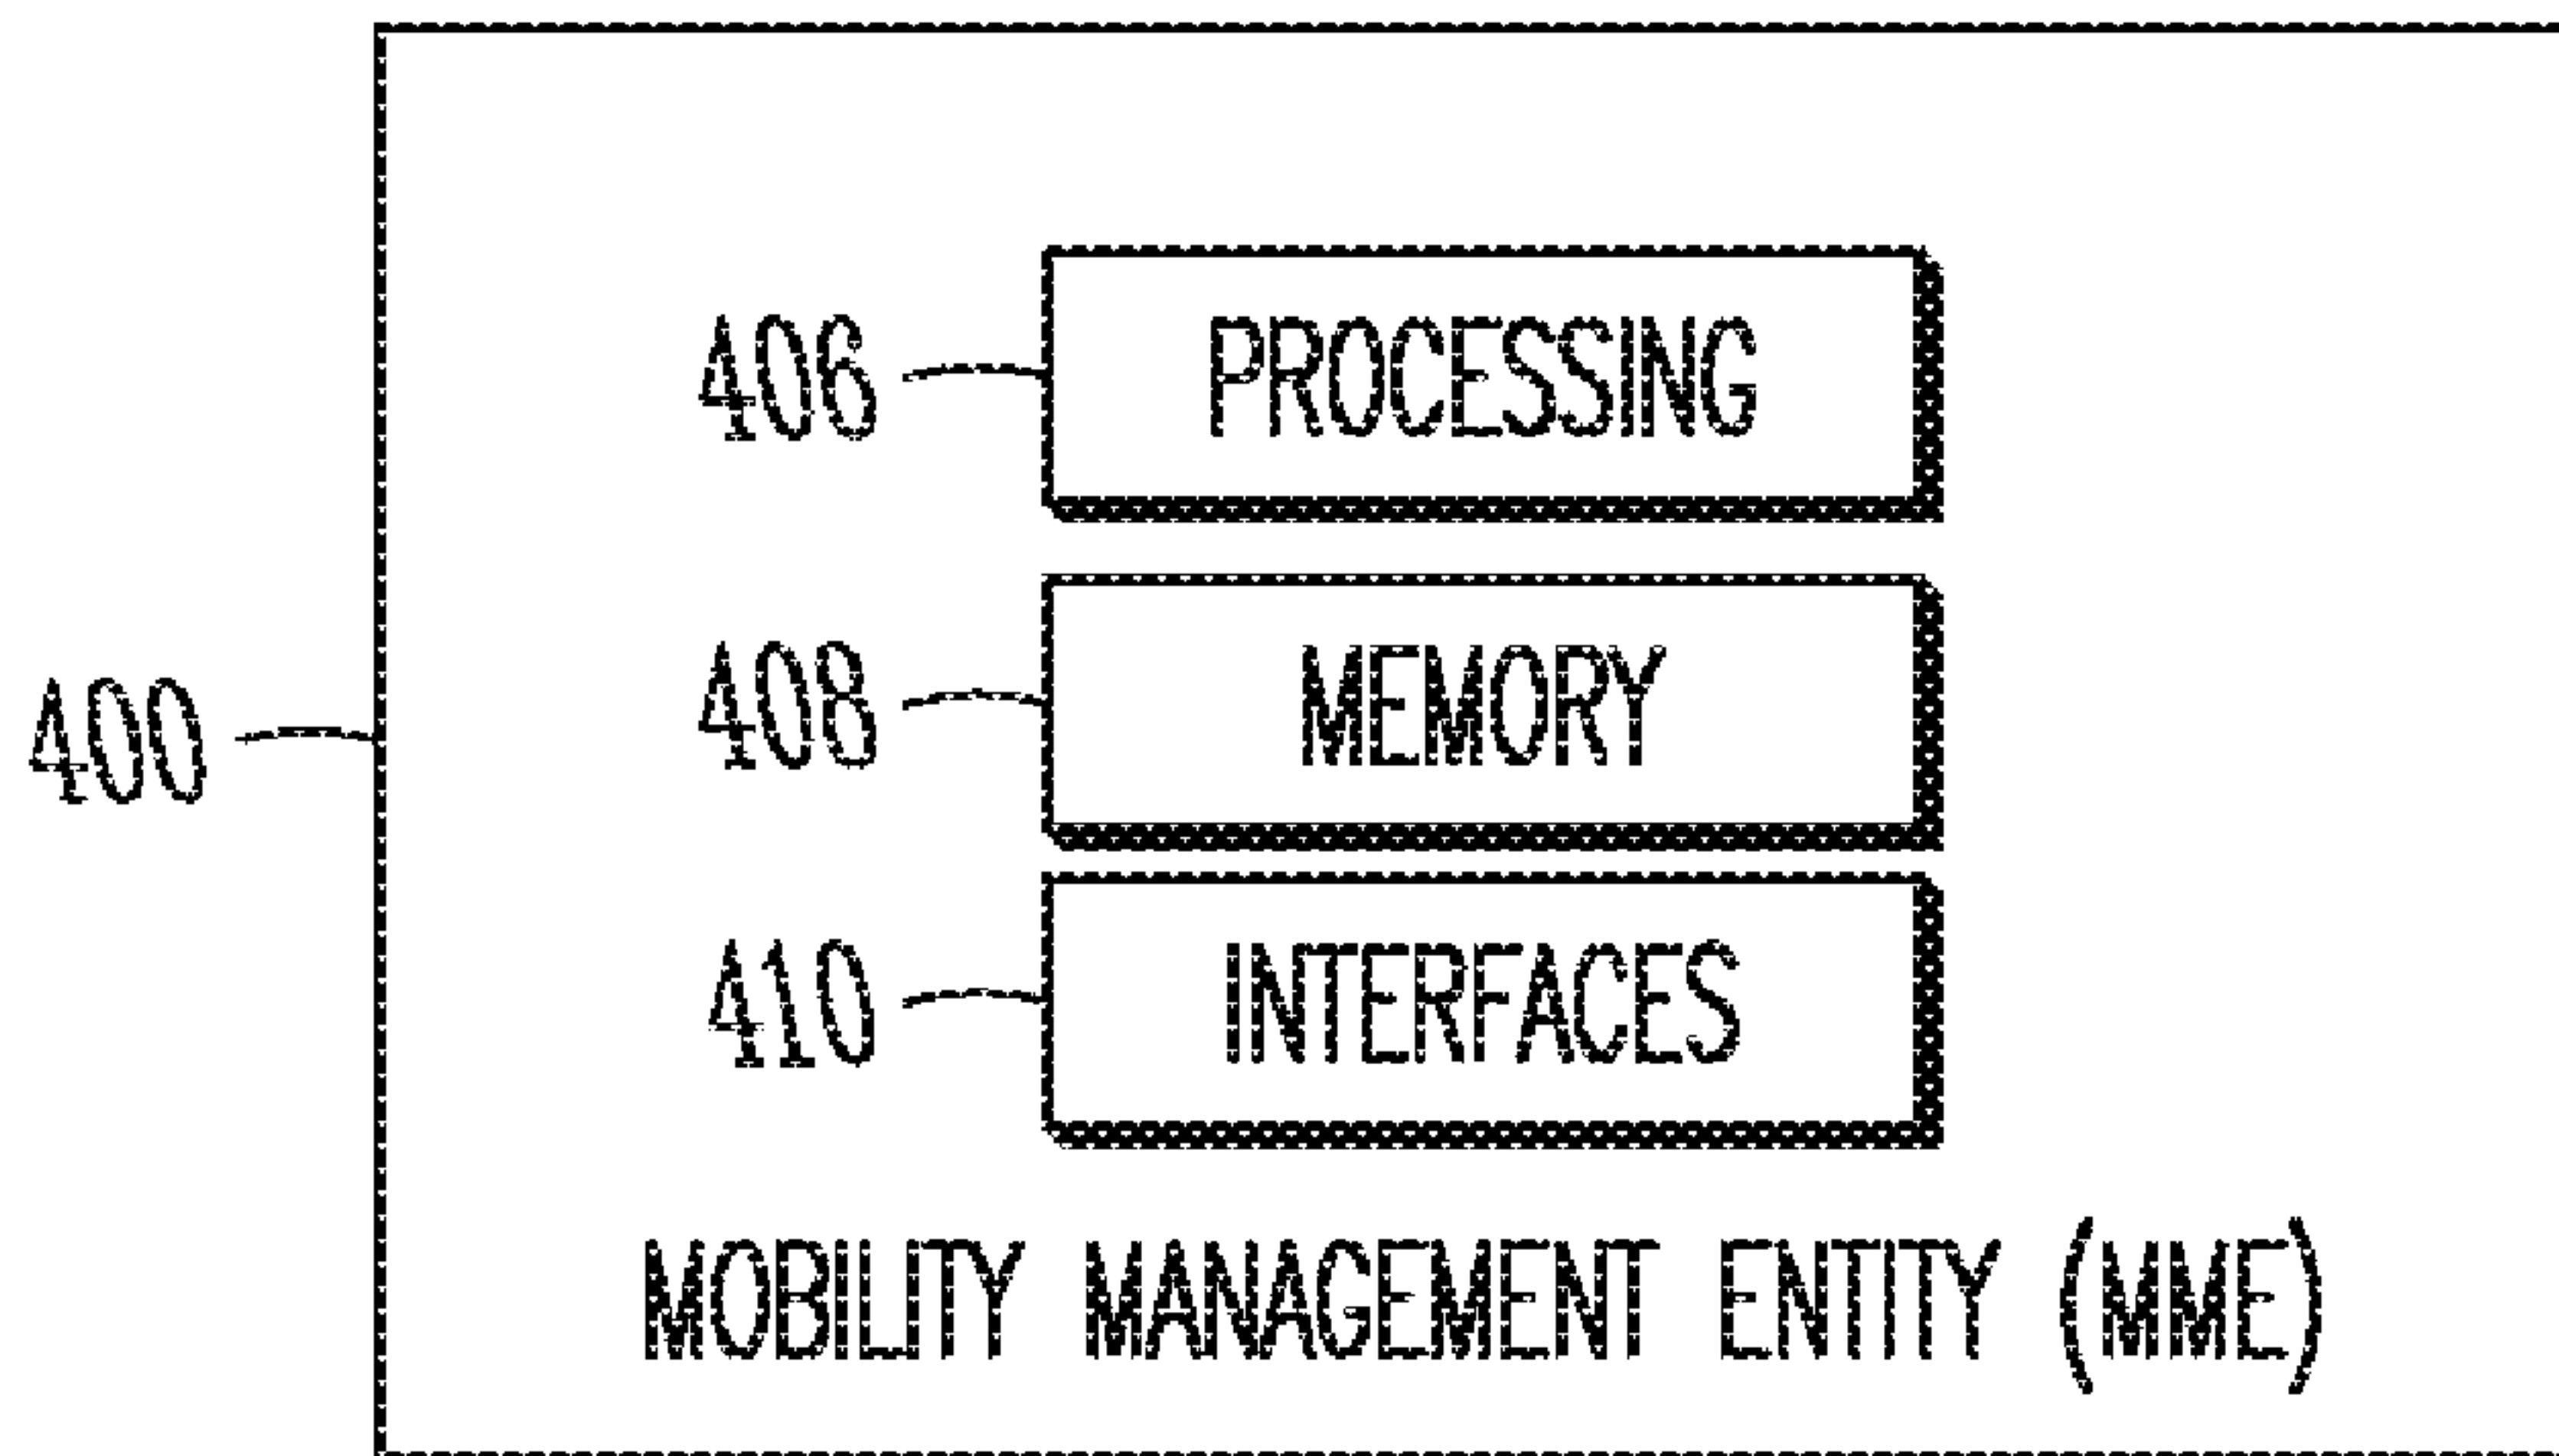 406 PROCESSING
408 MEMORY
400
410 INTERFACES
MOBILITY MANAGEMENT ENTITY (MME)